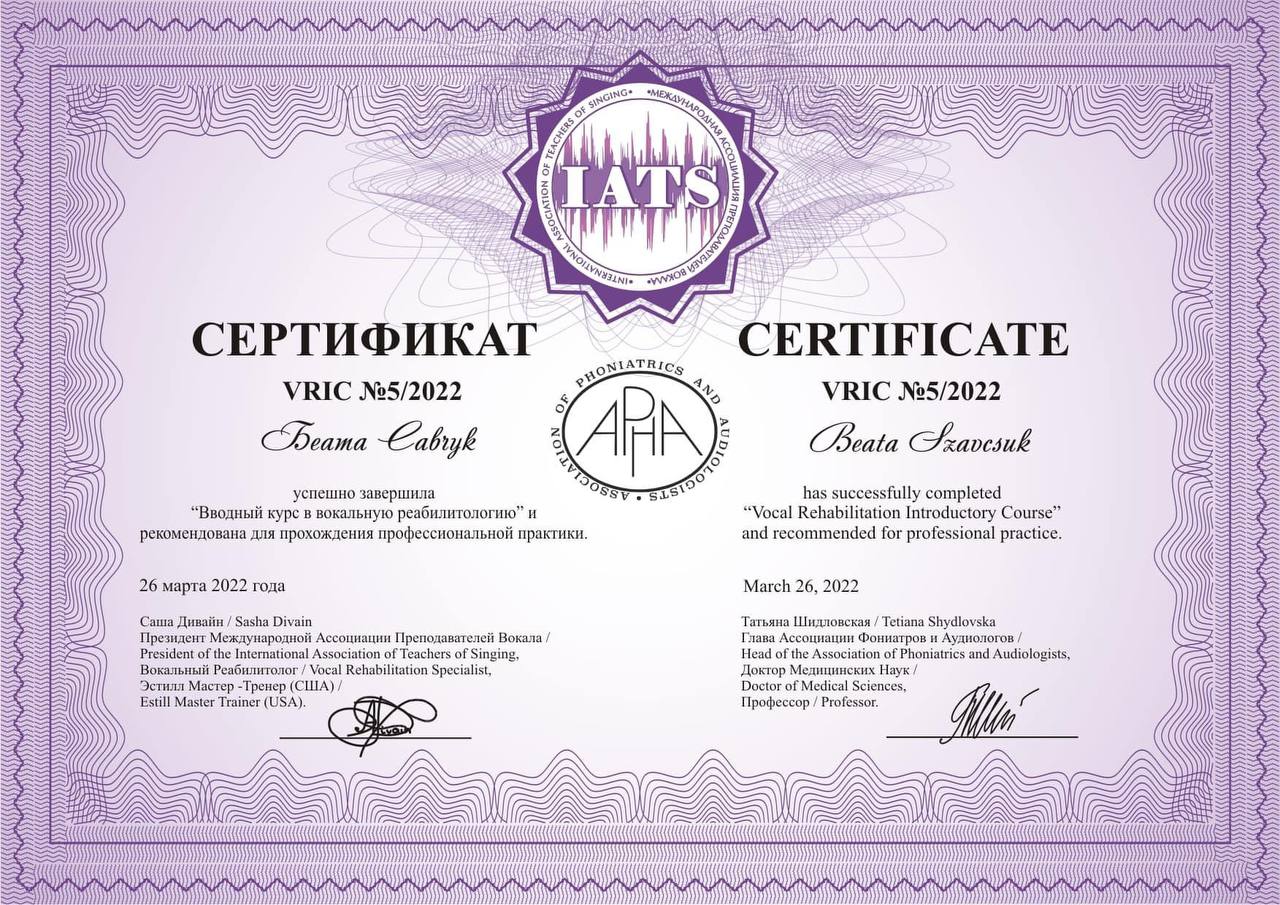 •INTERNATIONAL ASSOCIATION OF TEACHERS OF SINGING•
•МЕЖДУНАРОДНАЯ АССОЦИАЦИЯ ПРЕПОДАВАТЕЛЕЙ ВОКАЛА•
IATS
СЕРТИФИКАТ
VRIC №5/2022
Беата Савчук
успешно завершила
“Вводный курс в вокальную реабилитологию” и
рекомендована для прохождения профессиональной практики.
26 марта 2022 года
Саша Дивайн / Sasha Divain
Президент Международной Ассоциации Преподавателей Вокала /
President of the International Association of Teachers of Singing,
Вокальный Реабилитолог / Vocal Rehabilitation Specialist,
Эстилл Мастер -Тренер (США) /
Estill Master Trainer (USA).
ASSOCIATION OF PHONIATRICS AND AUDIOLOGISTS •
APHA
CERTIFICATE
VRIC №5/2022
Beata Szavcsuk
has successfully completed
“Vocal Rehabilitation Introductory Course”
and recommended for professional practice.
March 26, 2022
Татьяна Шидловская / Tetiana Shydlovska
Глава Ассоциации Фониатров и Аудиологов /
Head of the Association of Phoniatrics and Audiologists,
Доктор Медицинских Наук /
Doctor of Medical Sciences,
Профессор / Professor.